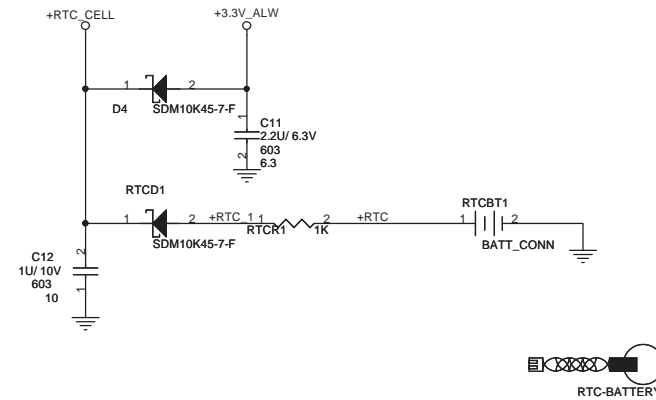 +RTC_CELL
+3.3V_ALW
1
2
D4
SDM10K45-7-F
1
C11
2.2U/ 6.3V
603
6.3
2
RTCD1
1
2
+RTC_1
1
RTCR1
2
1K
+RTC
RTCBT1
1
2
SDM10K45-7-F
BATT_CONN
2
C12
1U/ 10V
603
10
1
RTC-BATTERY